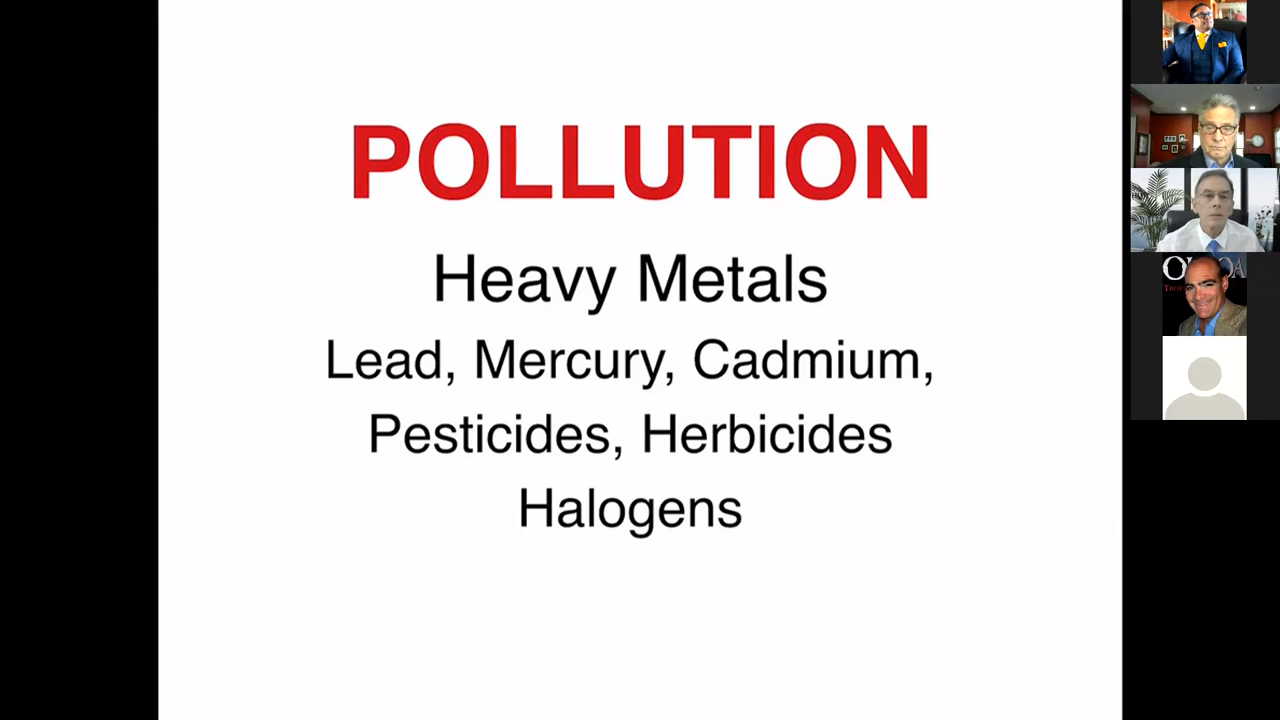 POLLUTION
Heavy Metals
Lead, Mercury, Cadmium,
Pesticides, Herbicides
Halogens